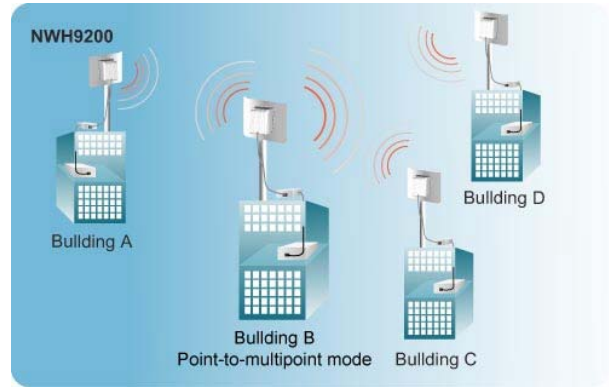 NWH9200
Bullding A
Bullding B
Point-to-multipoint mode
Bullding C
Bullding D